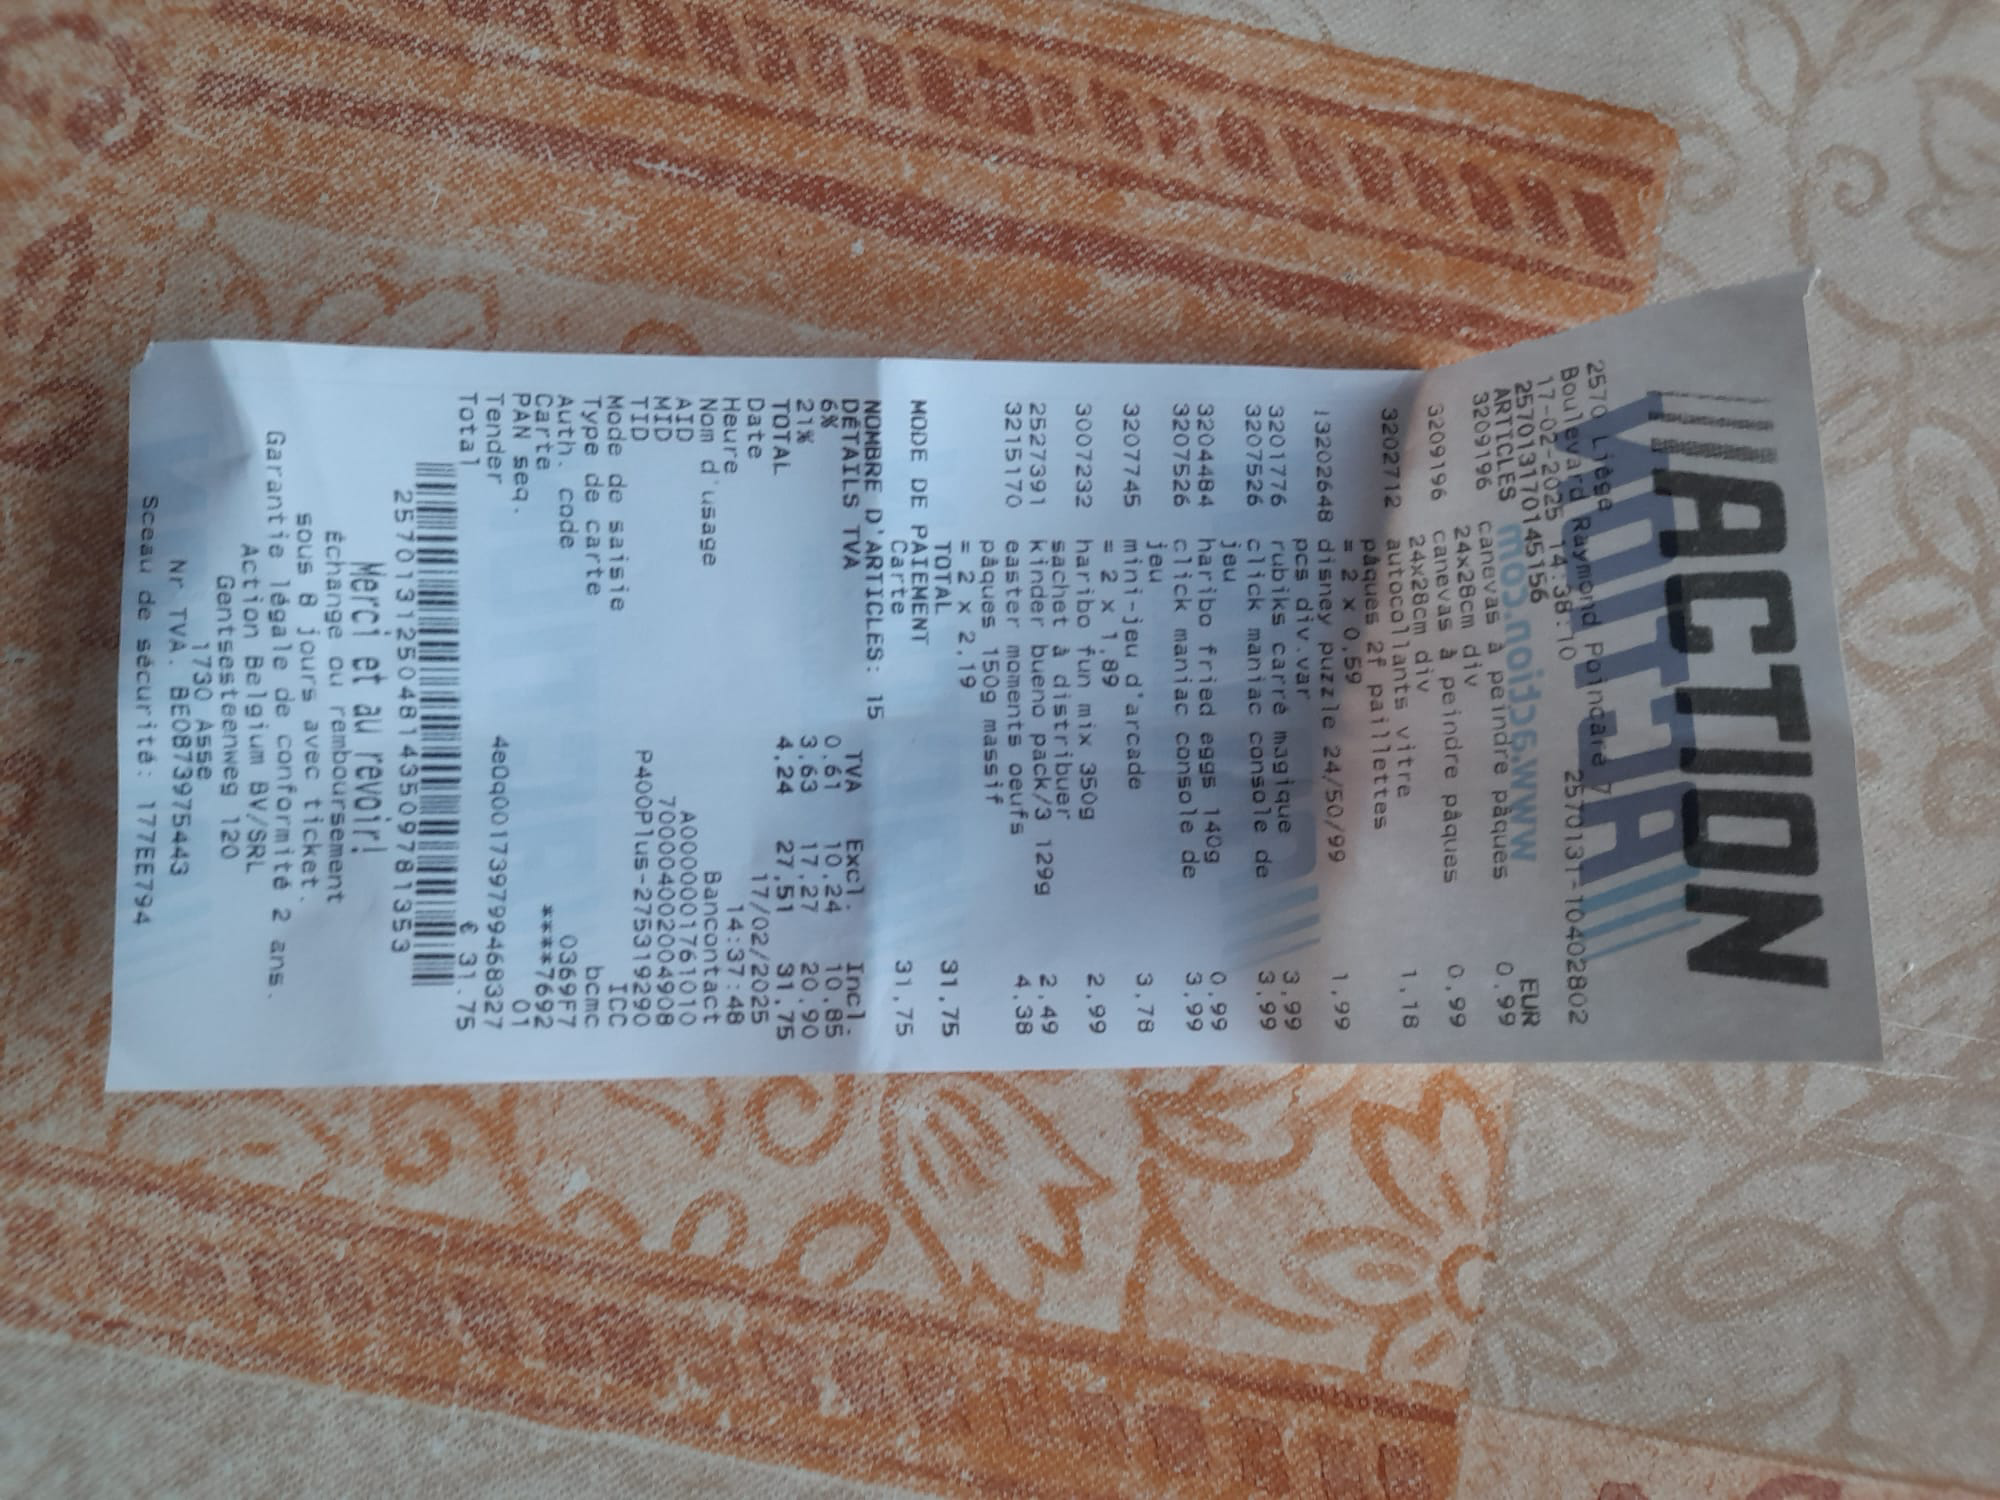 ACTION
2570 Liège 2570131-10402802
Boulevard Raymond Poincaré 7
17-02-2025 14:38:10
2570131701451566
www.action.com
ARTICLES EUR
3209196 canevas à peindre pâques 0.99
24x28cm div
3209196 canevas à peindre pâques 0.99
24x28cm div
3202712 autocollants vitre 1,18
pâques 2f paillettes
= 2 x 0,59
!3202648 disney puzzle 24/50/99 1,99
pcs div.var
3201776 rubiks carré magique 3,99
3207526 click maniac console de 3,99
jeu
3204484 haribo fried eggs 140g 0,99
3207526 click maniac console de 3,99
jeu
3207745 mini-jeu d'arcade 3,78
= 2 x 1,89
3007232 haribo fun mix 350g 2,99
sachet à distribuer
2527391 kinder bueno pack/3 129g 2,49
3215170 easter moments oeufs 4,38
pâques 150g massif
= 2 x 2,19
TOTAL 31,75
MODE DE PAIEMENT
Carte 31,75
NOMBRE D'ARTICLES: 15
DÉTAILS TVA TVA Excl. Incl.
6% 0,61 10,24 10,85
21% 3,63 17,27 20,90
TOTAL 4,24 27,51 31,75
Date 17/02/2025
Heure 14:37:48
Nom d'usage Bancontact
AID A0000001761010
MID 700004002004908
TID P400Plus-275319290
Mode de saisie ICC
Type de carte bcmc
Auth. code 0369F7
Carte ****7692
PAN seq. 01
Tender 4e0q001739799468327
Total € 31.75
2570131250481435097​81353
Merci et au revoir!
Échange ou remboursement
sous 8 jours avec ticket.
Garantie légale de conformité 2 ans.
Action Belgium BV/SRL
Gentsesteenweg 120
1730 Asse
Nr TVA. BE0873975443
Sceau de sécurité: 177EE794